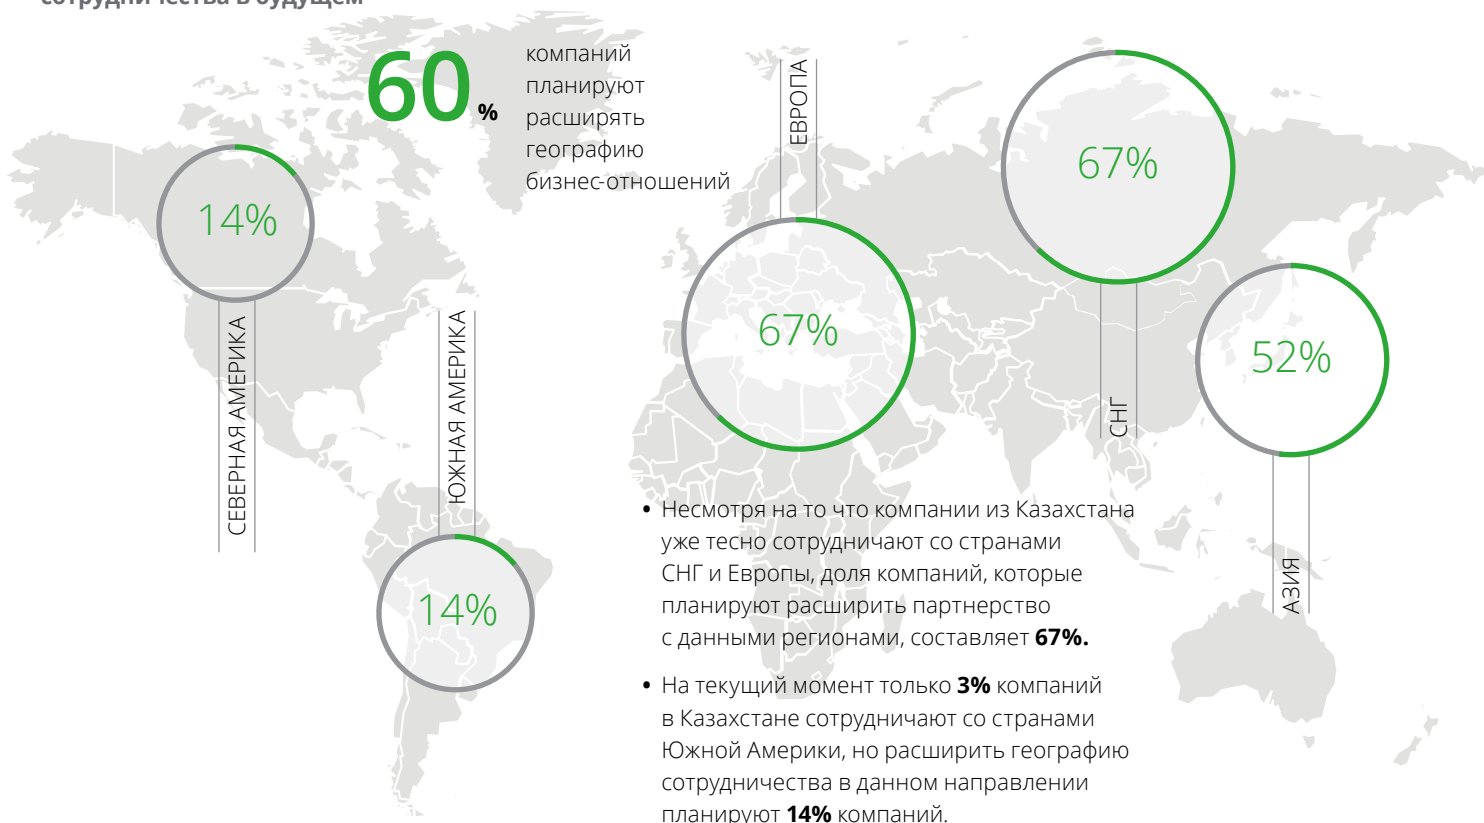 сотрудничества в будущем
60%
компаний
планируют
расширять
географию
бизнес-отношений
ЕВРОПА
67%
14%
67%
52%
СЕВЕРНАЯ АМЕРИКА
ЮЖНАЯ АМЕРИКА
СНГ
14%
АЗИЯ
• Несмотря на то что компании из Казахстана
уже тесно сотрудничают со странами
СНГ и Европы, доля компаний, которые
планируют расширить партнерство
с данными регионами, составляет 67%.
• На текущий момент только 3% компаний
в Казахстане сотрудничают со странами
Южной Америки, но расширить географию
сотрудничества в данном направлении
планируют 14% компаний.